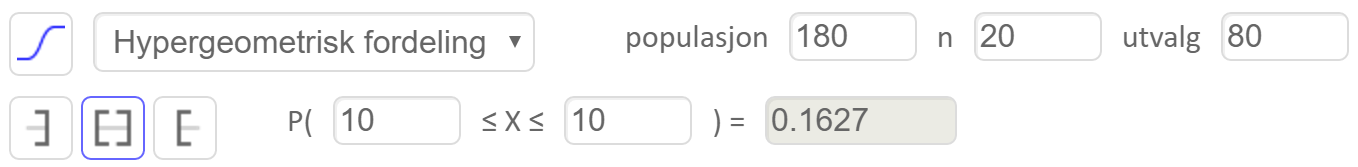 Hypergeometrisk fordeling ▼ populasjon 180 n 20 utvalg 80
P( 10 ≤ X ≤ 10 ) = 0.1627